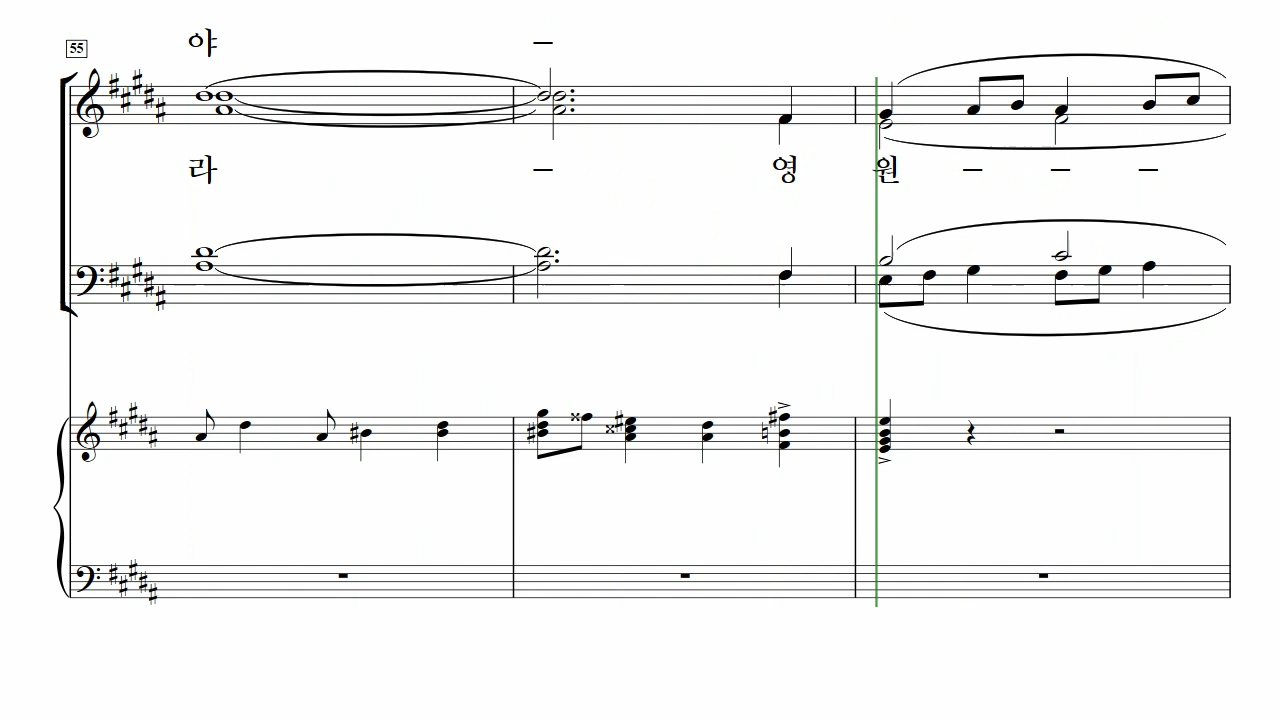 야 –
55
라 – 영 원 – – –